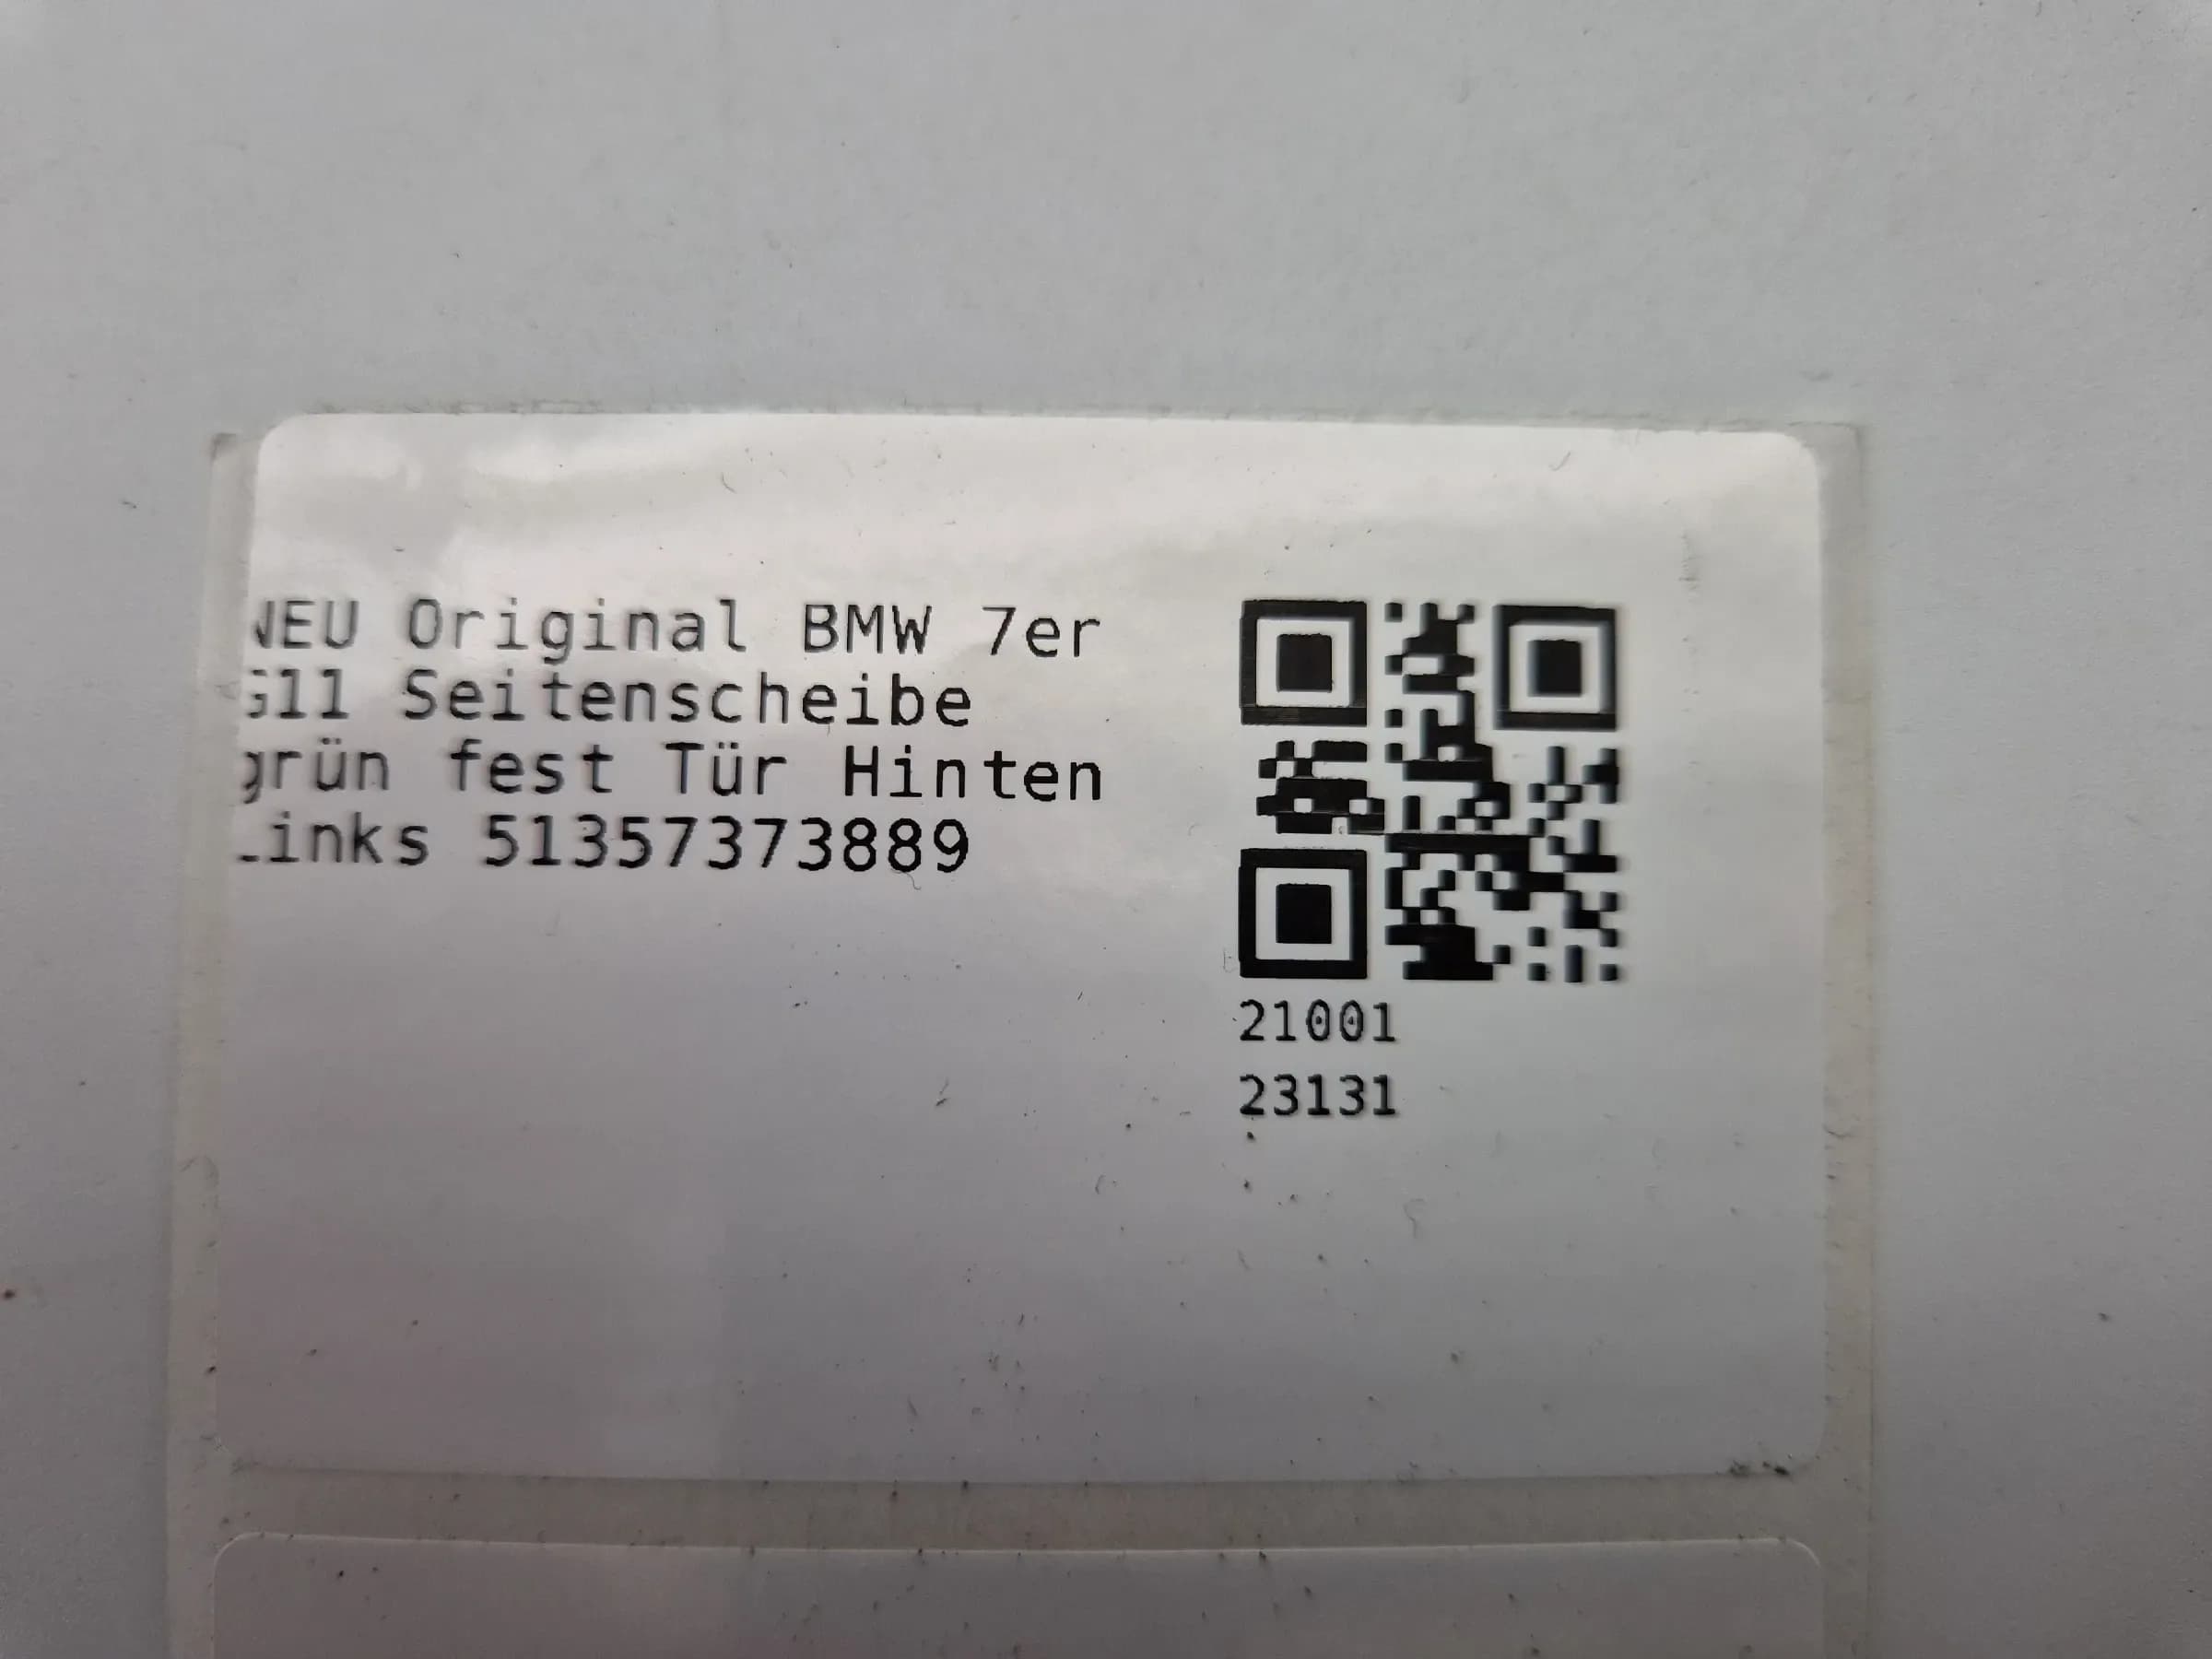 NEU Original BMW 7er
G11 Seitenscheibe
grün fest Tür Hinten
Links 51357373889
21001
23131